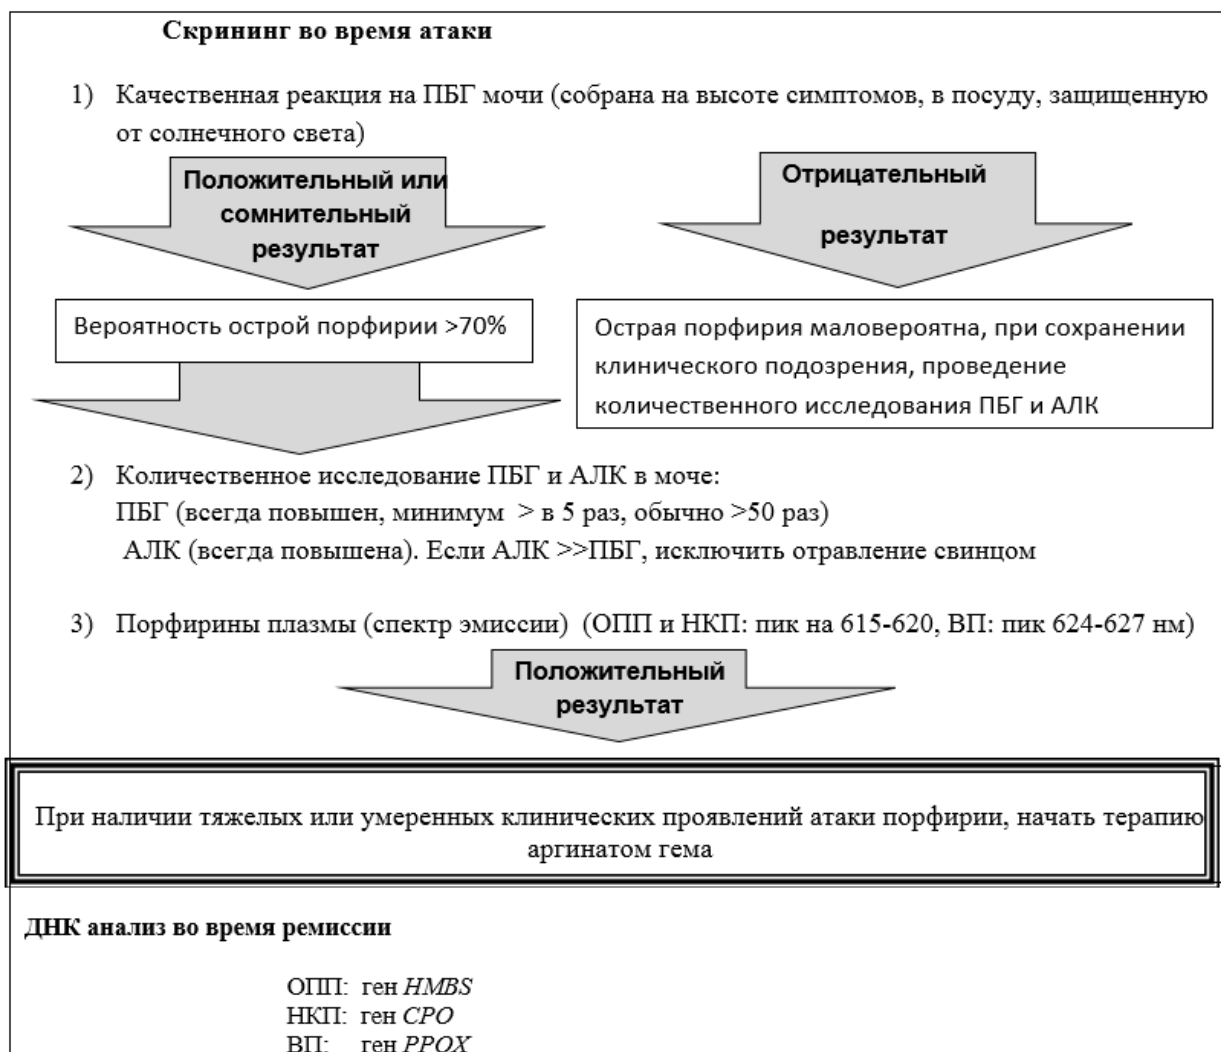 Скрининг во время атаки
1) Качественная реакция на ПБГ мочи (собрана на высоте симптомов, в посуду, защищенную
от солнечного света)
Положительный или
сомнительный
результат
Отрицательный
результат
Вероятность острой порфирии >70%
Острая порфирия маловероятна, при сохранении
клинического подозрения, проведение
количественного исследования ПБГ и АЛК
2) Количественное исследование ПБГ и АЛК в моче:
ПБГ (всегда повышен, минимум > в 5 раз, обычно >50 раз)
АЛК (всегда повышена). Если АЛК >>ПБГ, исключить отравление свинцом
3) Порфирины плазмы (спектр эмиссии) (ОПП и НКП: пик на 615-620, ВП: пик 624-627 нм)
Положительный
результат
При наличии тяжелых или умеренных клинических проявлений атаки порфирии, начать терапию
аргинатом гема
ДНК анализ во время ремиссии
ОПП: ген HMBS
НКП: ген CPO
ВП: ген PPOX